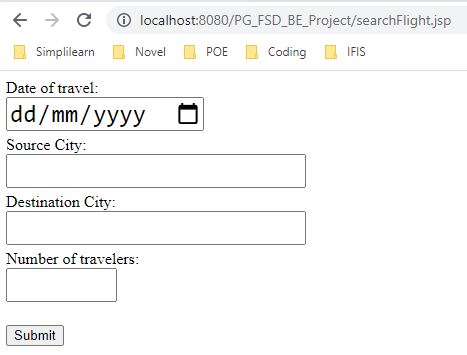 localhost:8080/PG_FSD_BE_Project/searchFlight.jsp
Simplilearn Novel POE Coding IFIS
Date of travel:
dd/mm/yyyy
Source City:
Destination City:
Number of travelers:
Submit